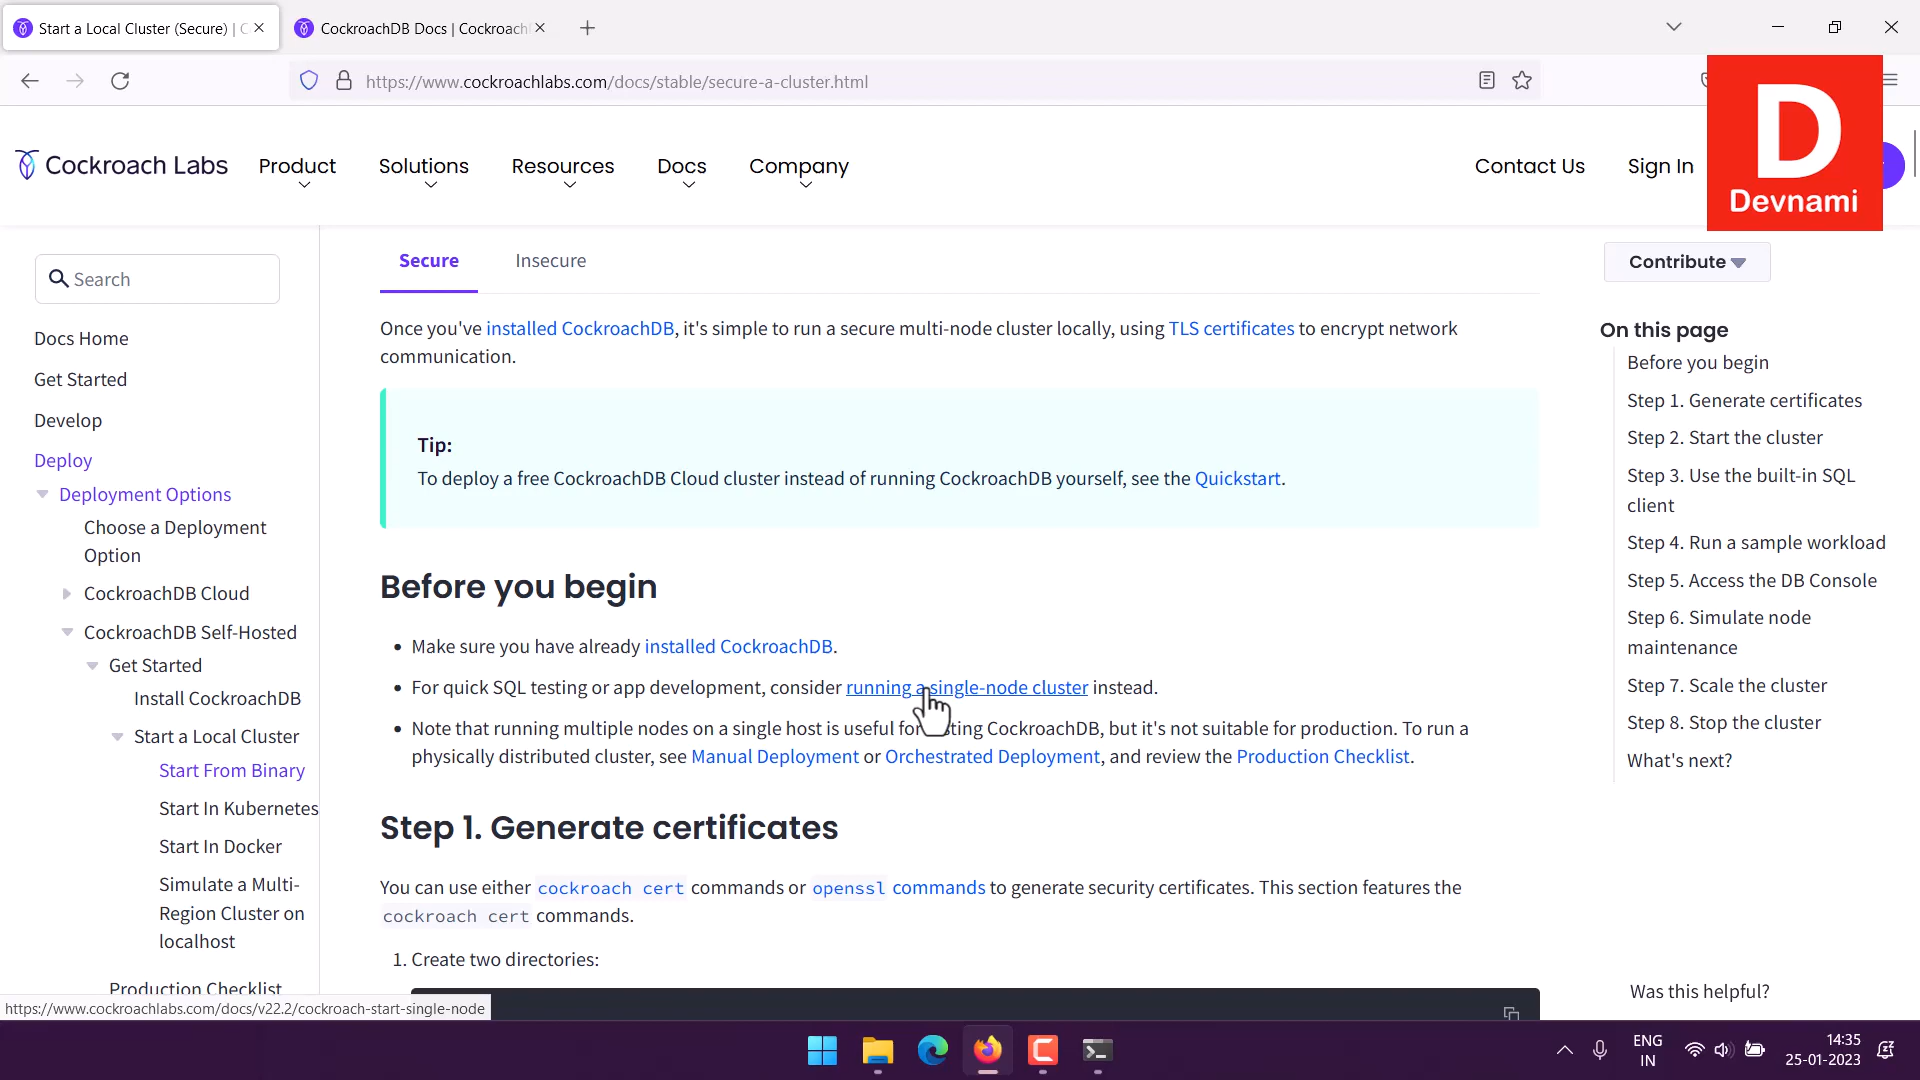 Start a Local Cluster (Secure) | C
CockroachDB Docs | Cockroach
https://www.cockroachlabs.com/docs/stable/secure-a-cluster.html
Cockroach Labs
Product
Solutions
Resources
Docs
Company
Contact Us
Sign In
D
Devnami
Search
Docs Home
Get Started
Develop
Deploy
Deployment Options
Choose a Deployment
Option
CockroachDB Cloud
CockroachDB Self-Hosted
Get Started
Install CockroachDB
Start a Local Cluster
Start From Binary
Start In Kubernetes
Start In Docker
Simulate a Multi-
Region Cluster on
localhost
Production Checklist
Secure
Insecure
Once you've installed CockroachDB, it's simple to run a secure multi-node cluster locally, using TLS certificates to encrypt network
communication.
Tip:
To deploy a free CockroachDB Cloud cluster instead of running CockroachDB yourself, see the Quickstart.
Before you begin
• Make sure you have already installed CockroachDB.
• For quick SQL testing or app development, consider running a single-node cluster instead.
• Note that running multiple nodes on a single host is useful for testing CockroachDB, but it's not suitable for production. To run a
physically distributed cluster, see Manual Deployment or Orchestrated Deployment, and review the Production Checklist.
Step 1. Generate certificates
You can use either cockroach cert commands or openssl commands to generate security certificates. This section features the
cockroach cert commands.
1. Create two directories:
Contribute
On this page
Before you begin
Step 1. Generate certificates
Step 2. Start the cluster
Step 3. Use the built-in SQL
client
Step 4. Run a sample workload
Step 5. Access the DB Console
Step 6. Simulate node
maintenance
Step 7. Scale the cluster
Step 8. Stop the cluster
What's next?
Was this helpful?
https://www.cockroachlabs.com/docs/v22.2/cockroach-start-single-node
ENG
IN
14:35
25-01-2023